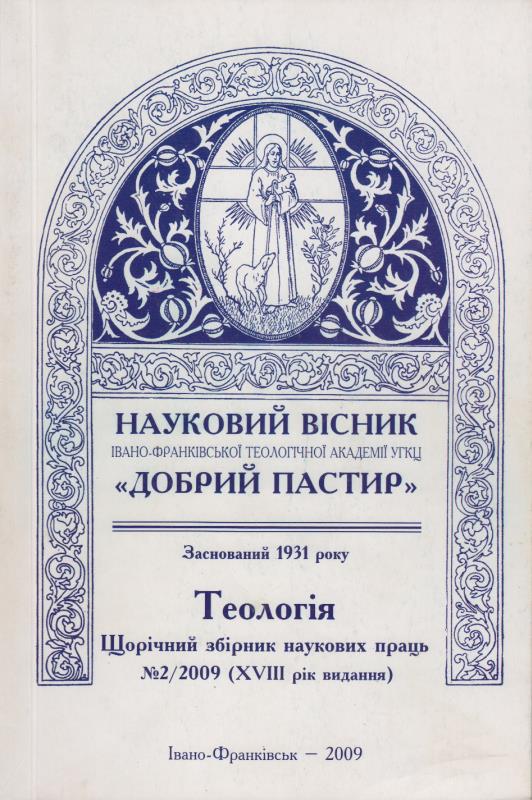 НАУКОВИЙ ВІСНИК
ІВАНО-ФРАНКІВСЬКОЇ ТЕОЛОГІЧНОЇ АКАДЕМІЇ УГКЦ
«ДОБРИЙ ПАСТИР»
Заснований 1931 року
Теологія
Щорічний збірник наукових праць
№2/2009 (XVIII рік видання)
Івано-Франківськ – 2009